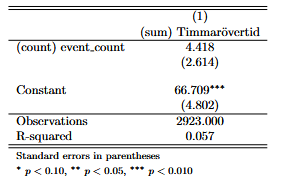 (1)
(sum) Timmarövertid
(count) event_count 4.418
(2.614)
Constant 66.709***
(4.802)
Observations 2923.000
R-squared 0.057
Standard errors in parentheses
* p < 0.10, ** p < 0.05, *** p < 0.010